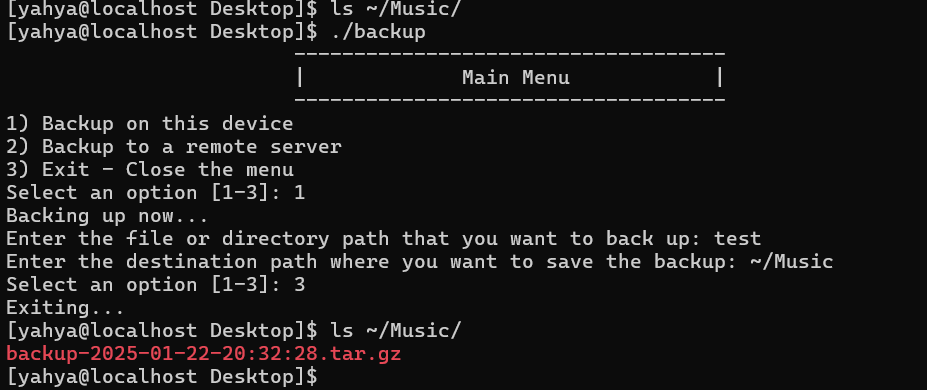 [yahya@localhost Desktop]$ ls ~/Music/
[yahya@localhost Desktop]$ ./backup
------------------------------------
| Main Menu |
------------------------------------
1) Backup on this device
2) Backup to a remote server
3) Exit - Close the menu
Select an option [1-3]: 1
Backing up now...
Enter the file or directory path that you want to back up: test
Enter the destination path where you want to save the backup: ~/Music
Select an option [1-3]: 3
Exiting...
[yahya@localhost Desktop]$ ls ~/Music/
backup-2025-01-22-20:32:28.tar.gz
[yahya@localhost Desktop]$